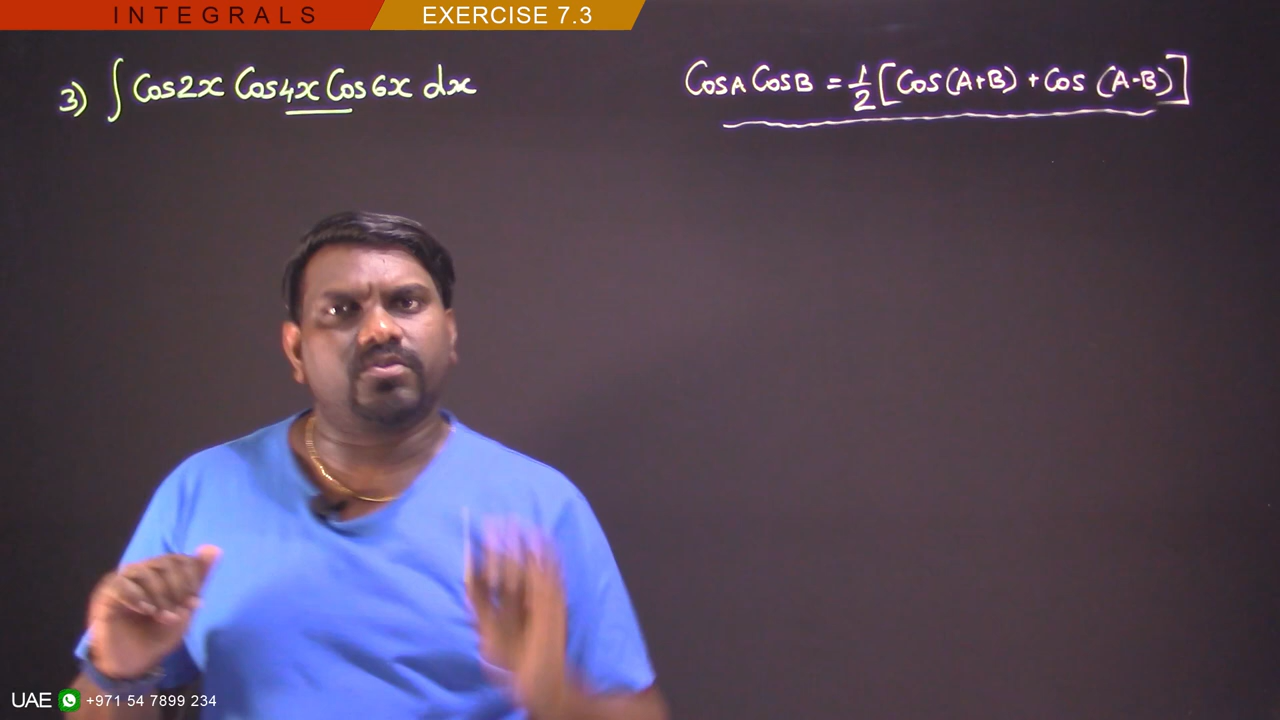 INTEGRALS EXERCISE 7.3
3) ∫ Cos2x Cos4x Cos6x dx
CosA CosB = 1/2 [Cos(A+B) + Cos (A-B)]
UAE +971 54 7899 234